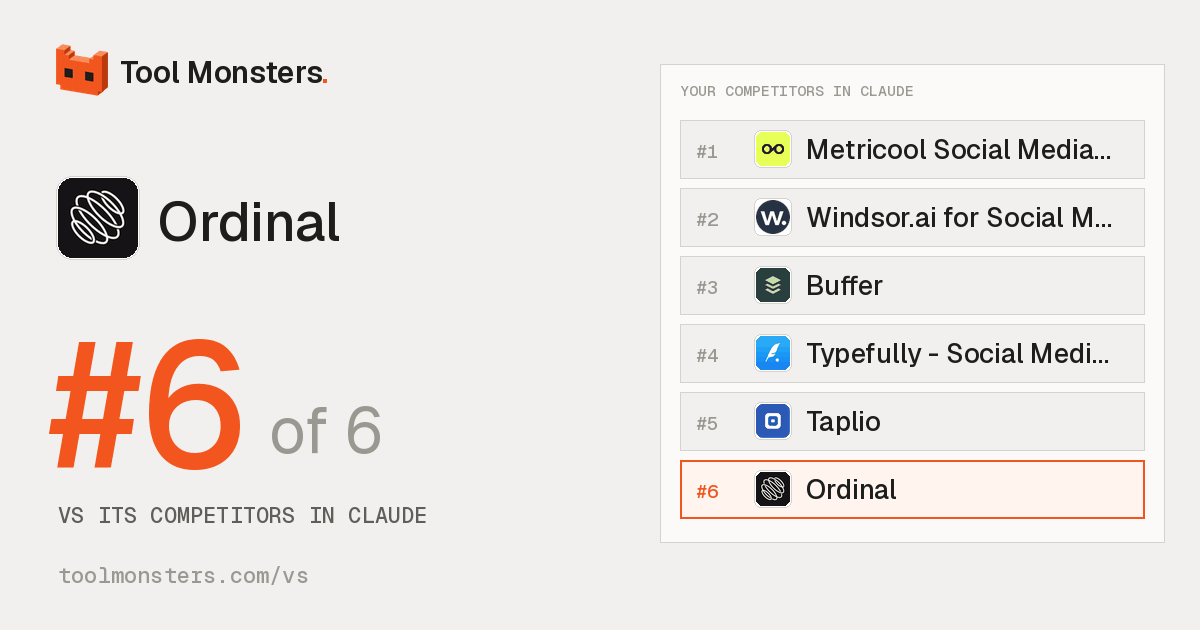 Tool Monsters.
Ordinal
#6 of 6
VS ITS COMPETITORS IN CLAUDE
toolmonsters.com/vs
YOUR COMPETITORS IN CLAUDE
#1 Metricool Social Media...
#2 W. Windsor.ai for Social M...
#3 Buffer
#4 Typefully - Social Medi...
#5 Taplio
#6 Ordinal